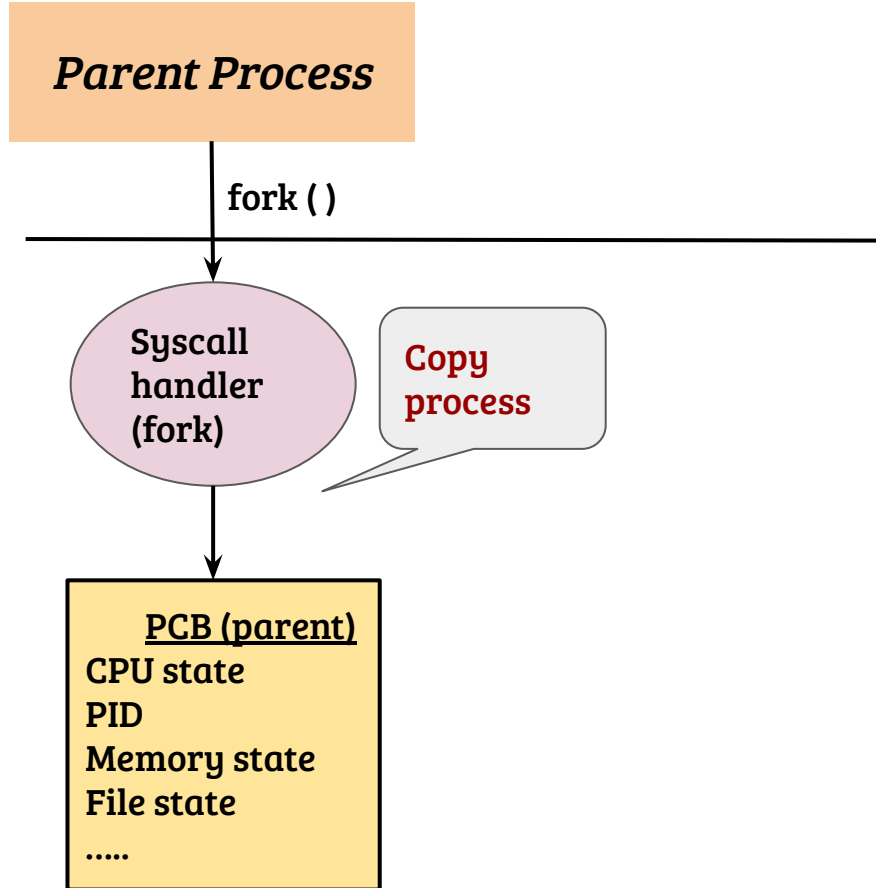 Parent Process
fork ( )
Syscall
handler
(fork)
Copy
process
PCB (parent)
CPU state
PID
Memory state
File state
.....